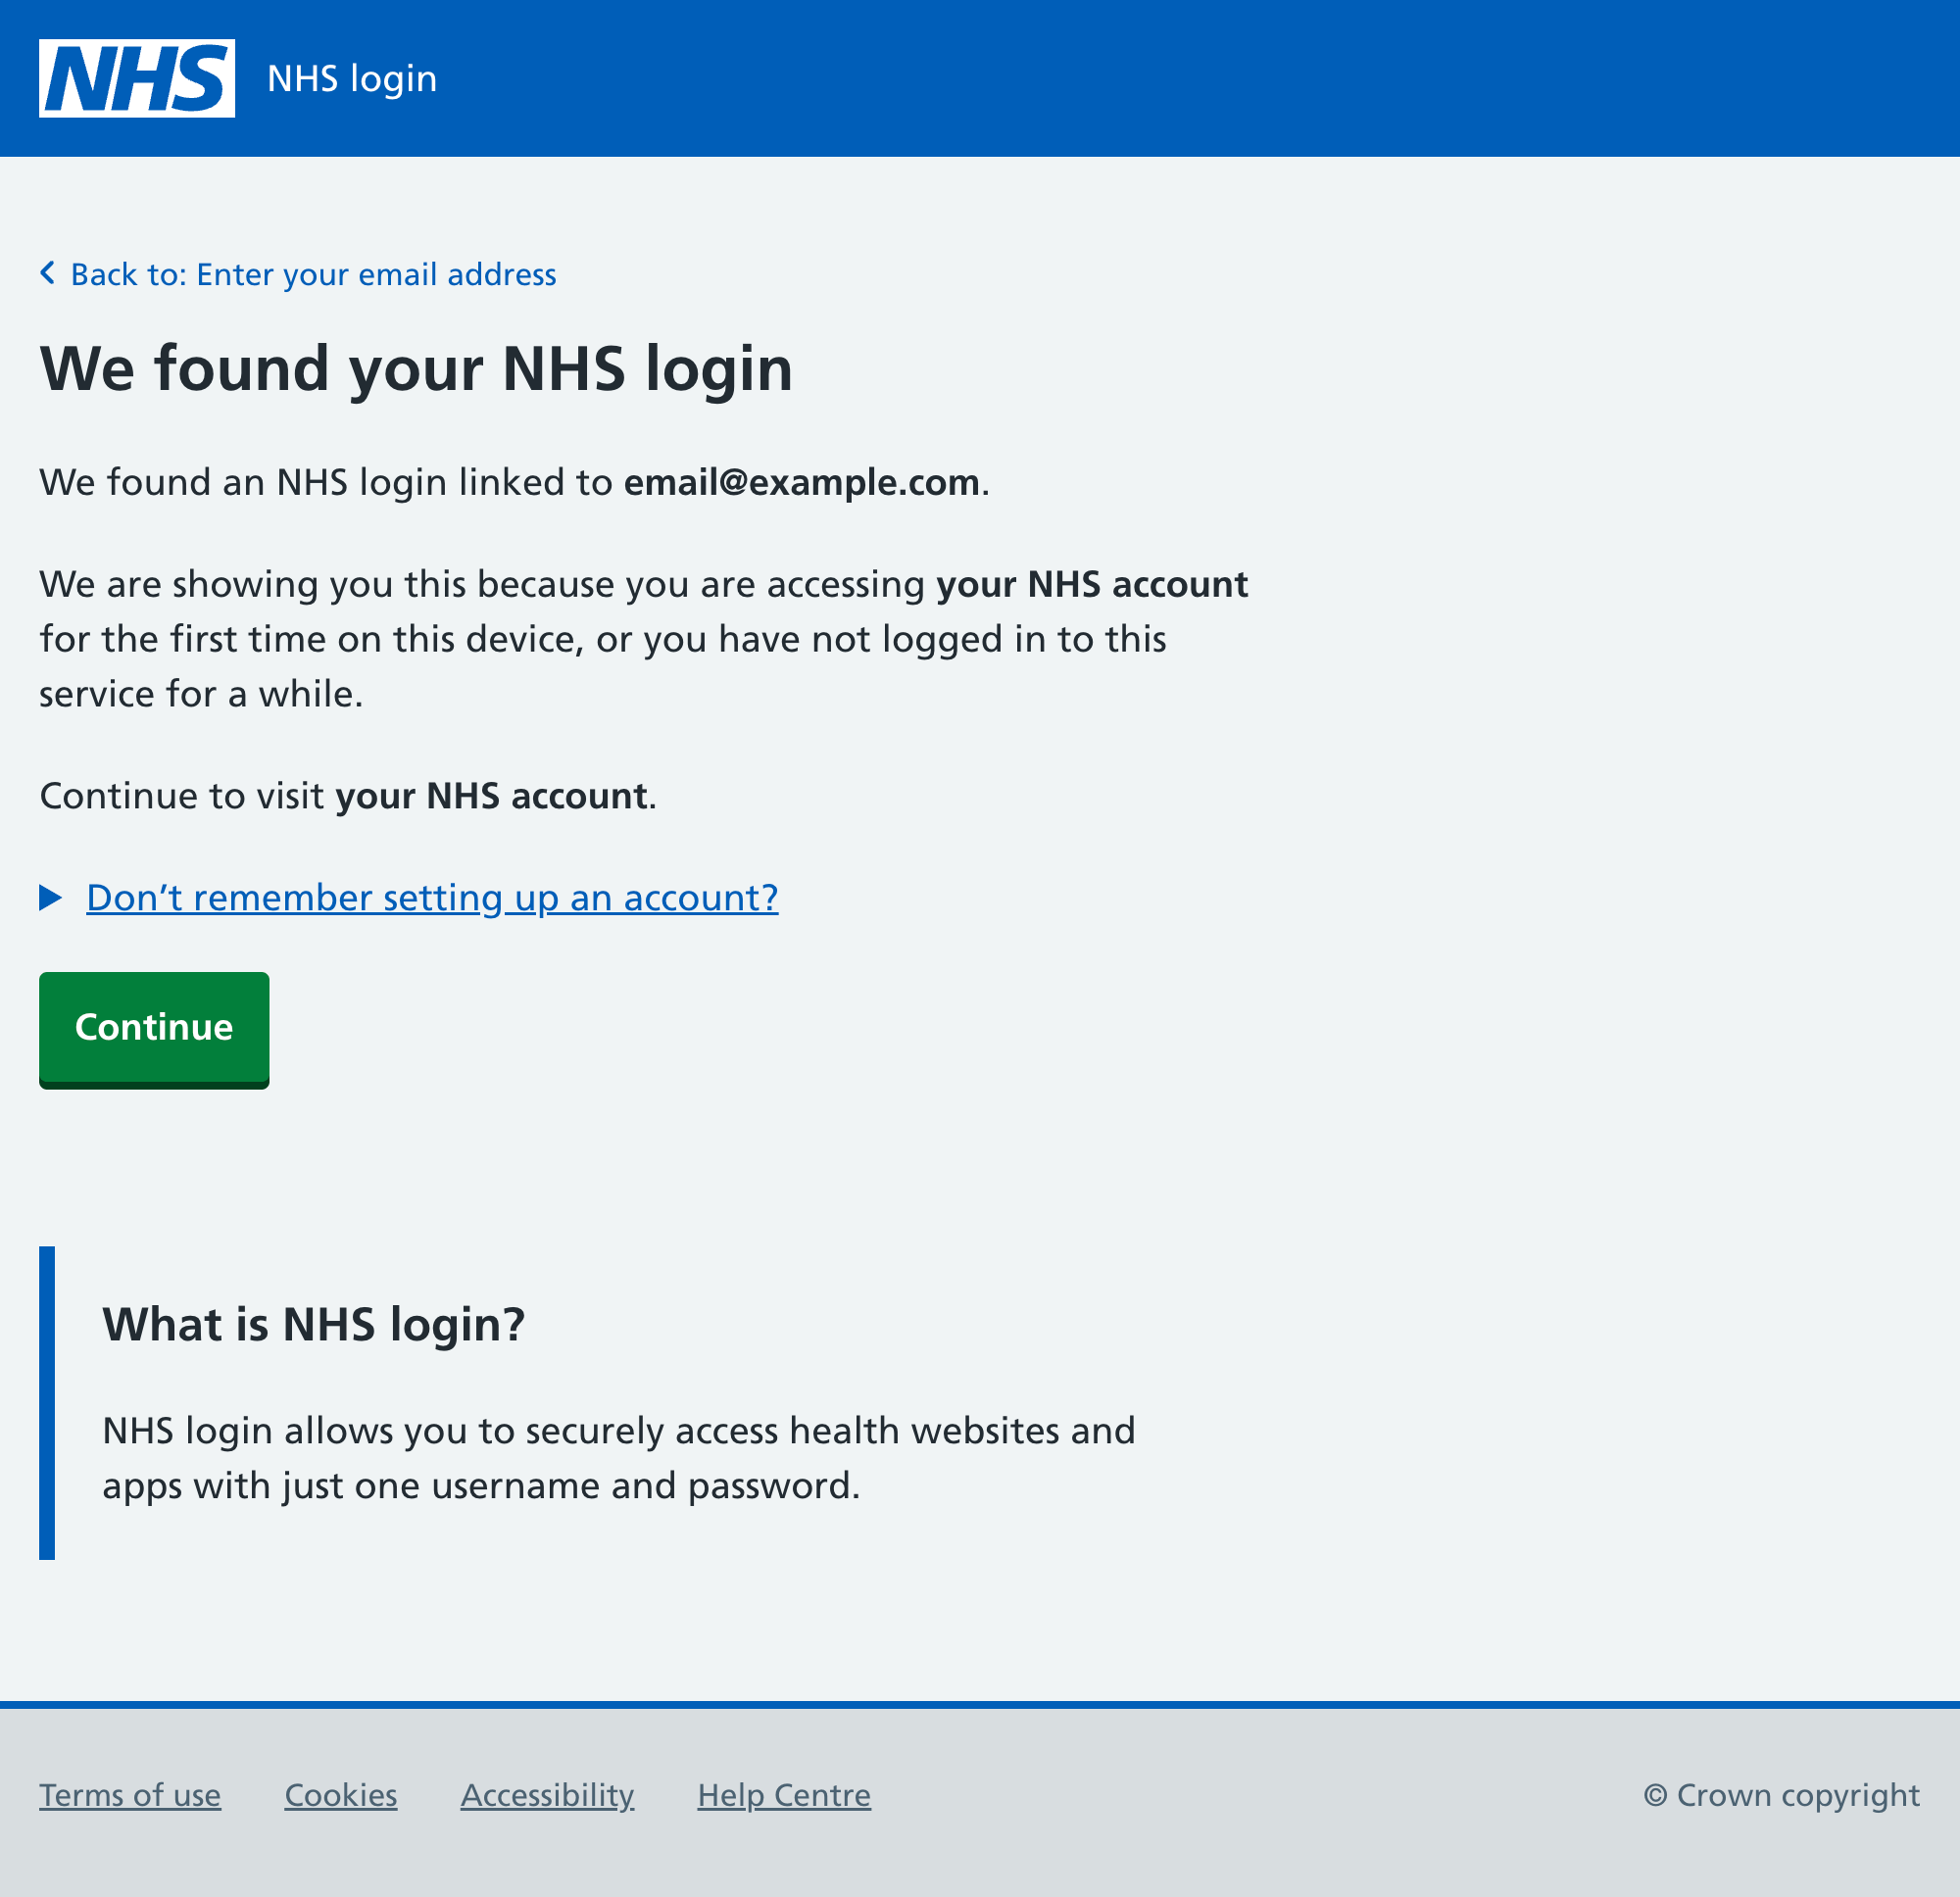 NHS NHS login
Back to: Enter your email address
We found your NHS login
We found an NHS login linked to email@example.com.
We are showing you this because you are accessing your NHS account
for the first time on this device, or you have not logged in to this
service for a while.
Continue to visit your NHS account.
Don’t remember setting up an account?
Continue
What is NHS login?
NHS login allows you to securely access health websites and
apps with just one username and password.
Terms of use Cookies Accessibility Help Centre © Crown copyright